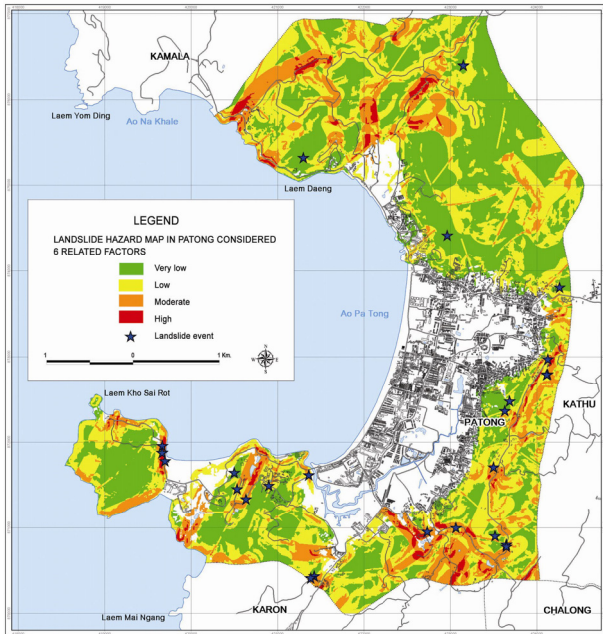 KAMALA
Laem Yom Ding
Ao Na Khale
Laem Daeng
LEGEND
LANDSLIDE HAZARD MAP IN PATONG CONSIDERED
6 RELATED FACTORS
Very low
Low
Moderate
High
Landslide event
1 0 1 Km.
Ao Pa Tong
Laem Kho Sai Rot
KATHU
PATONG
KARON
Laem Mai Ngang
CHALONG